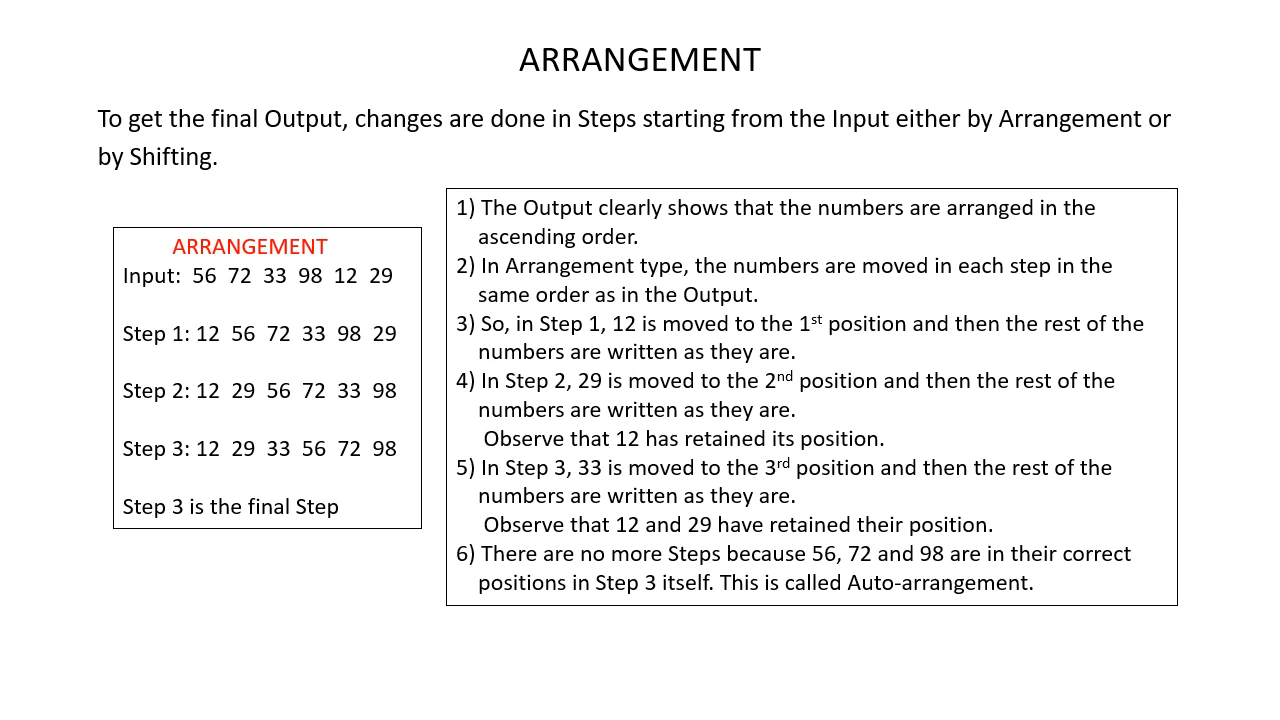 ARRANGEMENT
To get the final Output, changes are done in Steps starting from the Input either by Arrangement or
by Shifting.
ARRANGEMENT
Input: 56 72 33 98 12 29
Step 1: 12 56 72 33 98 29
Step 2: 12 29 56 72 33 98
Step 3: 12 29 33 56 72 98
Step 3 is the final Step
1) The Output clearly shows that the numbers are arranged in the
ascending order.
2) In Arrangement type, the numbers are moved in each step in the
same order as in the Output.
3) So, in Step 1, 12 is moved to the 1st position and then the rest of the
numbers are written as they are.
4) In Step 2, 29 is moved to the 2nd position and then the rest of the
numbers are written as they are.
Observe that 12 has retained its position.
5) In Step 3, 33 is moved to the 3rd position and then the rest of the
numbers are written as they are.
Observe that 12 and 29 have retained their position.
6) There are no more Steps because 56, 72 and 98 are in their correct
positions in Step 3 itself. This is called Auto-arrangement.